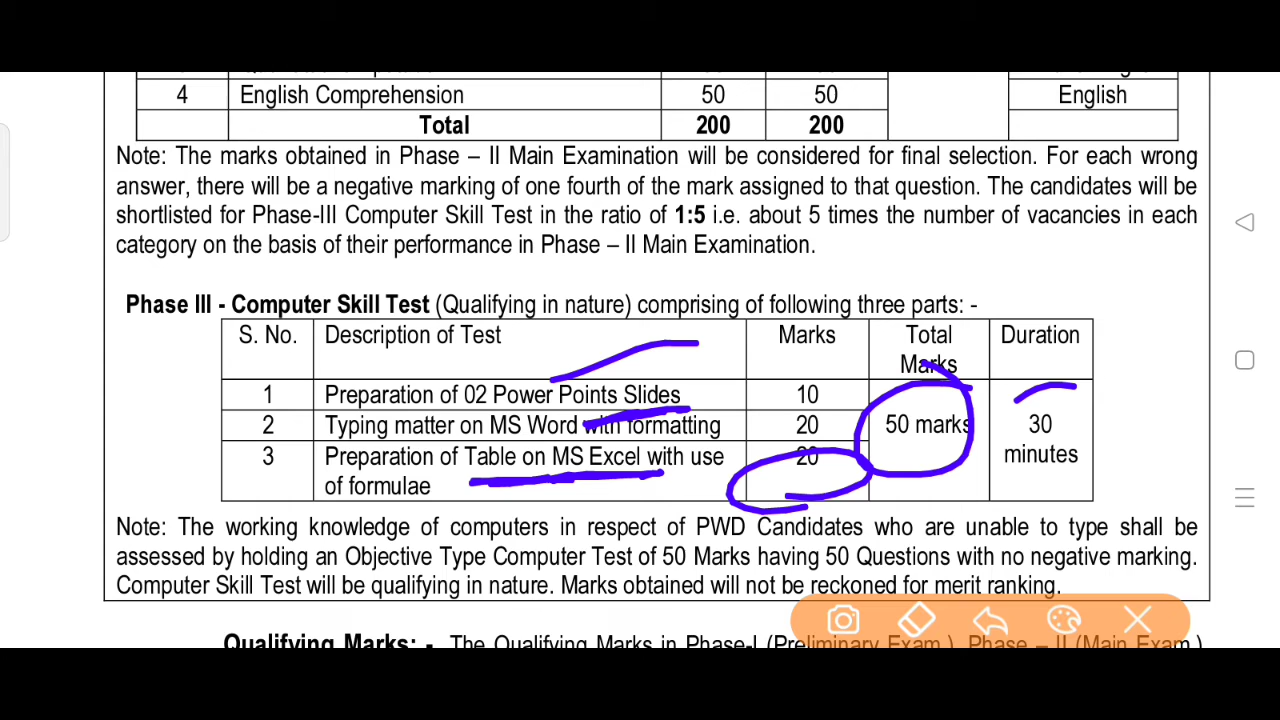 4 English Comprehension 50 50 English
Total 200 200
Note: The marks obtained in Phase – II Main Examination will be considered for final selection. For each wrong
answer, there will be a negative marking of one fourth of the mark assigned to that question. The candidates will be
shortlisted for Phase-III Computer Skill Test in the ratio of 1:5 i.e. about 5 times the number of vacancies in each
category on the basis of their performance in Phase – II Main Examination.
Phase III - Computer Skill Test (Qualifying in nature) comprising of following three parts: -
S. No. Description of Test Marks Total Marks Duration
1 Preparation of 02 Power Points Slides 10
2 Typing matter on MS Word with formatting 20 50 marks 30
3 Preparation of Table on MS Excel with use 20 minutes
of formulae
Note: The working knowledge of computers in respect of PWD Candidates who are unable to type shall be
assessed by holding an Objective Type Computer Test of 50 Marks having 50 Questions with no negative marking.
Computer Skill Test will be qualifying in nature. Marks obtained will not be reckoned for merit ranking.
Qualifying Marks: - The Qualifying Marks in Phase-I (Preliminary Exam.), Phase – II (Main Exam.)